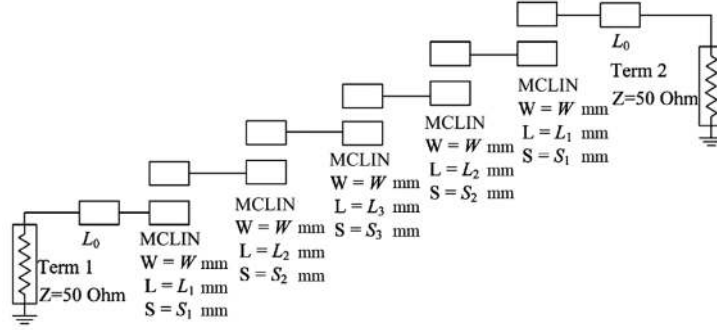 L₀
Term 1
Z=50 Ohm
MCLIN
W = W mm
L = L₁ mm
S = S₁ mm
MCLIN
W = W mm
L = L₂ mm
S = S₂ mm
MCLIN
W = W mm
L = L₃ mm
S = S₃ mm
MCLIN
W = W mm
L = L₂ mm
S = S₂ mm
MCLIN
W = W mm
L = L₁ mm
S = S₁ mm
L₀
Term 2
Z=50 Ohm